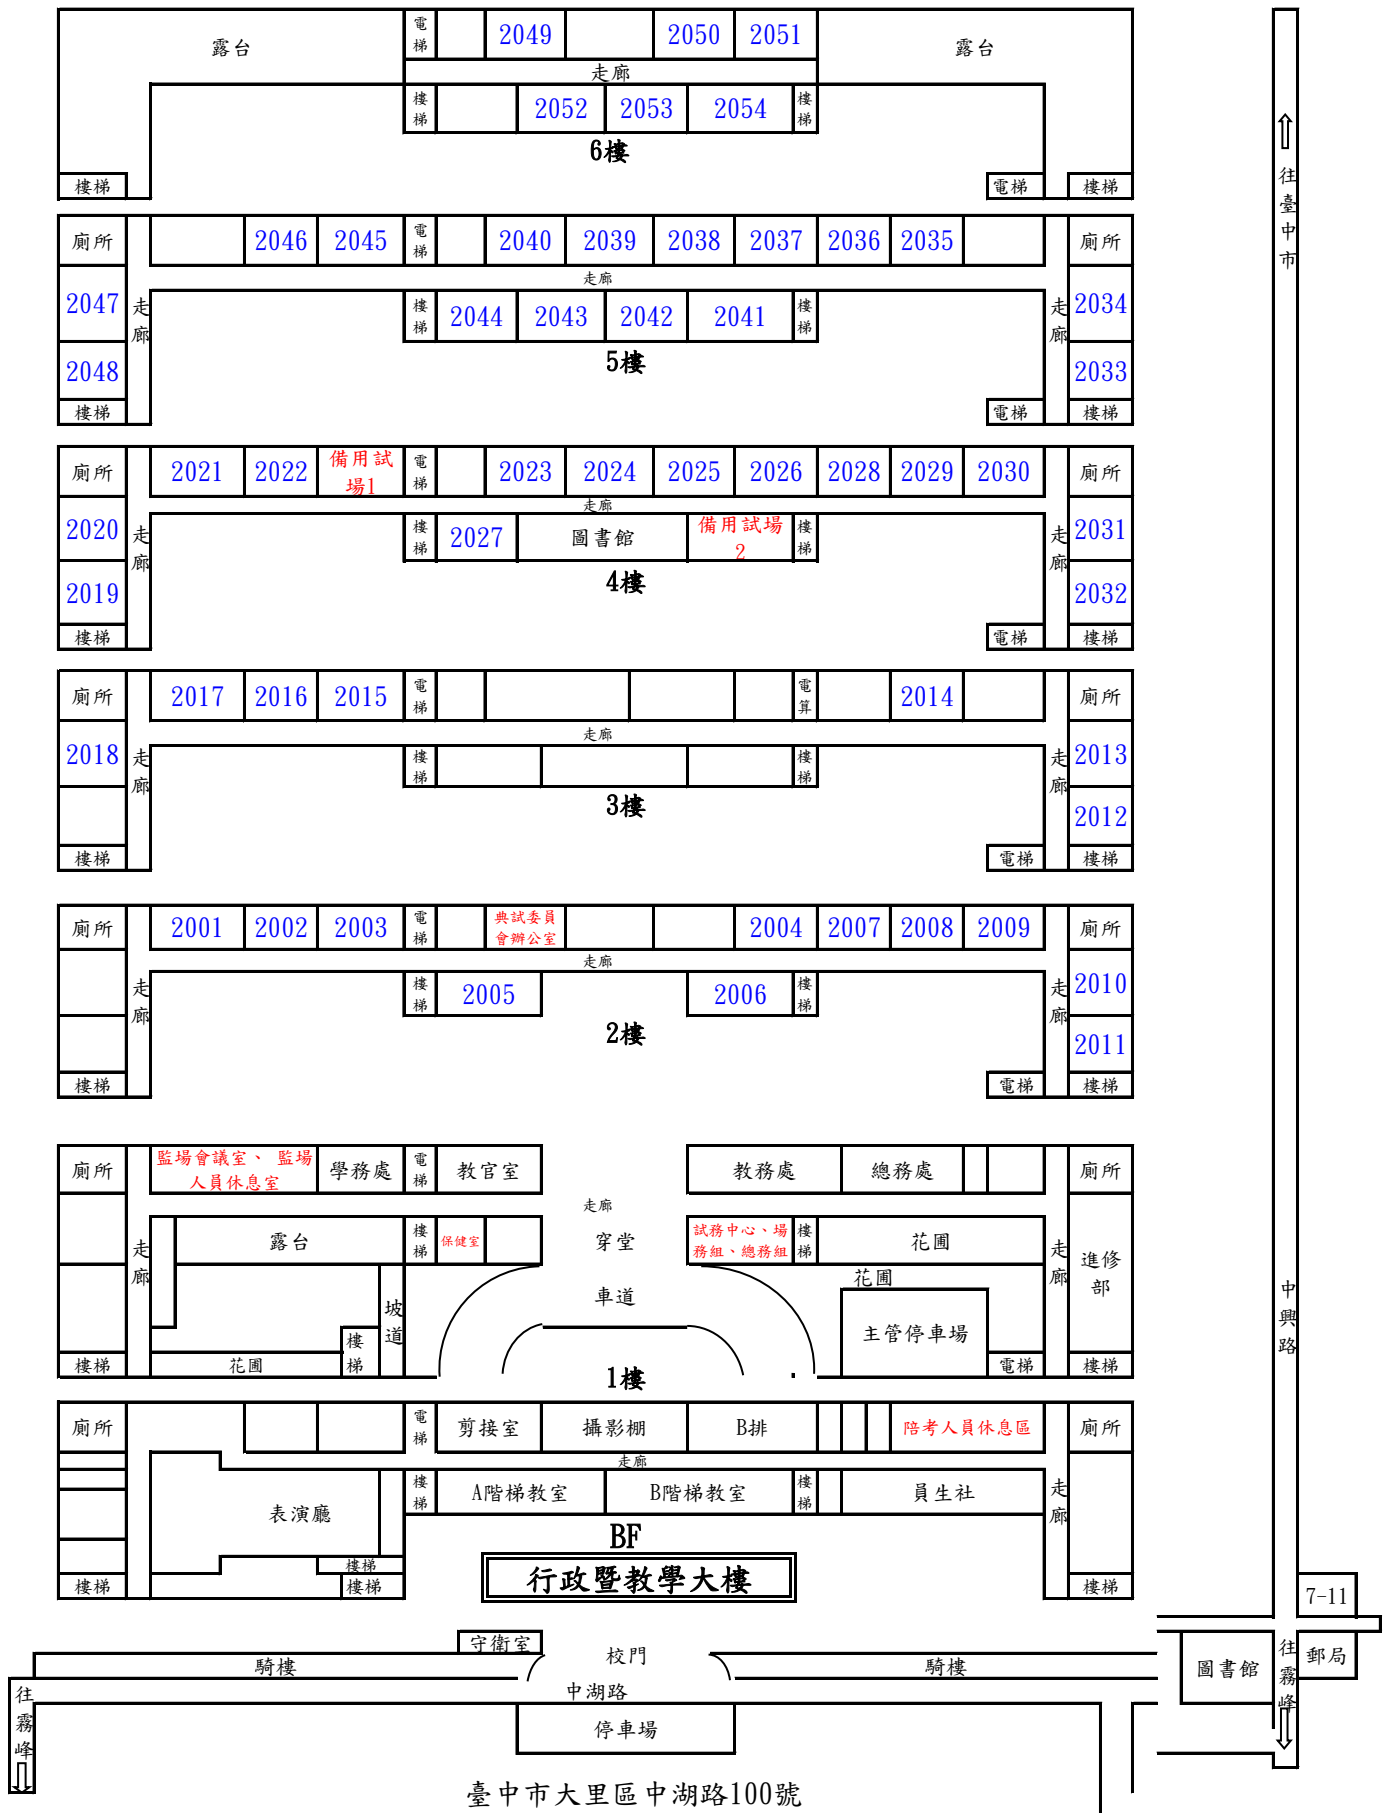 露台
電梯
2049
2050
2051
露台
走廊
樓梯
2052
2053
2054
樓梯
6樓
樓梯
電梯
樓梯
廁所
2046
2045
電梯
2040
2039
2038
2037
2036
2035
廁所
走廊
2047
走廊
樓梯
2044
2043
2042
2041
樓梯
走廊
2034
5樓
2048
2033
樓梯
電梯
樓梯
廁所
2021
2022
備用試
場1
電梯
2023
2024
2025
2026
2028
2029
2030
廁所
走廊
2020
走廊
樓梯
2027
圖書館
備用試場
2
樓梯
走廊
2031
4樓
2019
2032
樓梯
電梯
樓梯
廁所
2017
2016
2015
電梯
電算
2014
廁所
走廊
2018
走廊
樓梯
樓梯
走廊
2013
3樓
2012
樓梯
電梯
樓梯
廁所
2001
2002
2003
電梯
典試委員
會辦公室
2004
2007
2008
2009
廁所
走廊
走廊
樓梯
2005
2006
樓梯
走廊
2010
2樓
2011
樓梯
電梯
樓梯
廁所
監場會議室、 監場
人員休息室
學務處
電梯
教官室
教務處
總務處
廁所
走廊
走廊
露台
樓梯
保健室
穿堂
試務中心、場
務組、總務組
樓梯
花圃
走廊
進修
部
花圃
車道
坡道
主管停車場
樓梯
花圃
樓梯
1樓
電梯
樓梯
廁所
電梯
剪接室
攝影棚
B排
陪考人員休息區
廁所
走廊
表演廳
樓梯
A階梯教室
B階梯教室
樓梯
員生社
走廊
BF
樓梯
樓梯
樓梯
行政暨教學大樓
樓梯
往臺中市
中興路
7-11
守衛室
校門
騎樓
騎樓
圖書館
往霧峰
郵局
往霧峰
中湖路
停車場
臺中市大里區中湖路100號